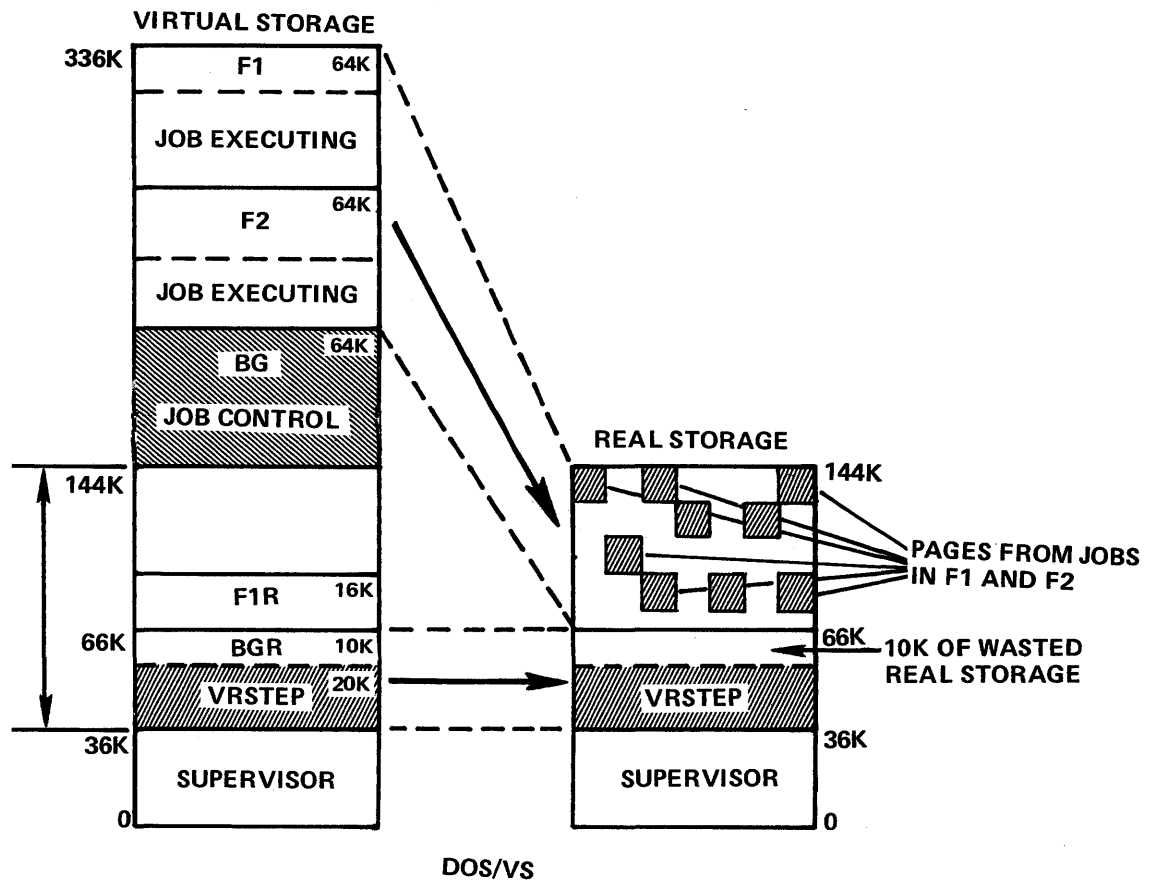 VIRTUAL STORAGE
336K
F1
64K
JOB EXECUTING
64K
F2
JOB EXECUTING
64K
BG
JOB CONTROL
144K
F1R
16K
66K
BGR
10K
VRSTEP
20K
36K
SUPERVISOR
0
REAL STORAGE
144K
PAGES FROM JOBS
IN F1 AND F2
66K
10K OF WASTED
REAL STORAGE
VRSTEP
36K
SUPERVISOR
0
DOS/VS